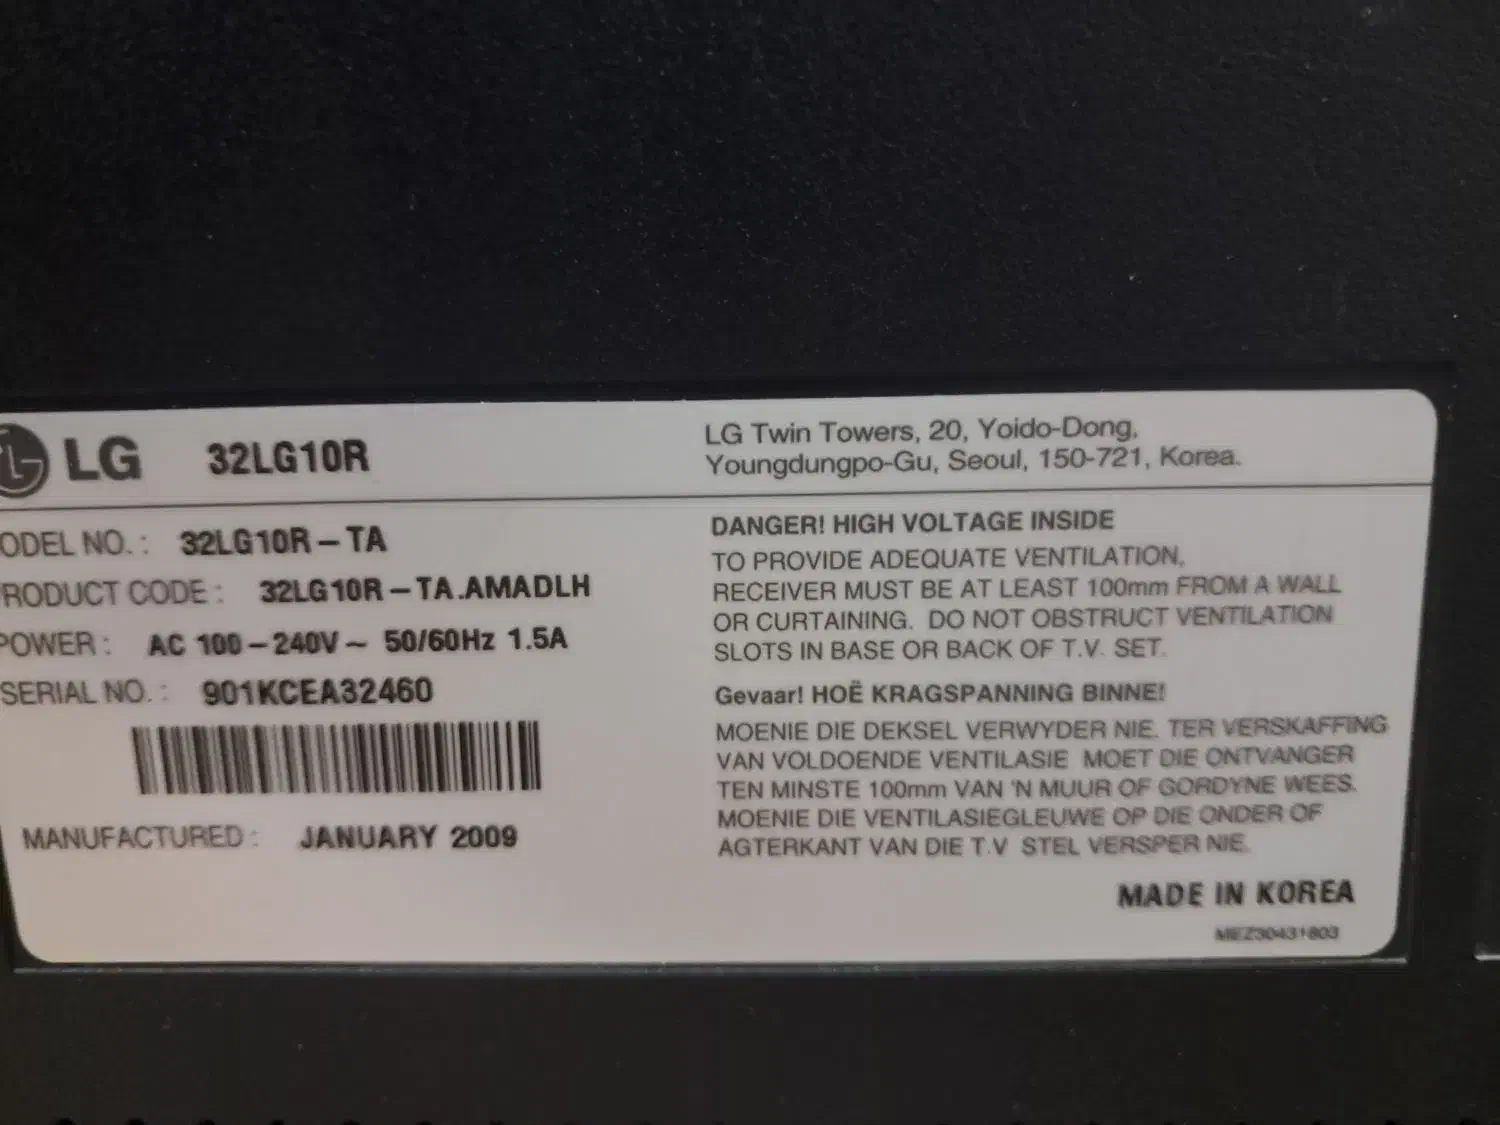 LG 32LG10R
LG Twin Towers, 20, Yoido-Dong,
Youngdungpo-Gu, Seoul, 150-721, Korea.
ODEL NO. : 32LG10R-TA
RODUCT CODE : 32LG10R-TA.AMADLH
POWER : AC 100-240V~ 50/60Hz 1.5A
SERIAL NO. : 901KCEA32460
MANUFACTURED : JANUARY 2009
DANGER! HIGH VOLTAGE INSIDE
TO PROVIDE ADEQUATE VENTILATION,
RECEIVER MUST BE AT LEAST 100mm FROM A WALL
OR CURTAINING. DO NOT OBSTRUCT VENTILATION
SLOTS IN BASE OR BACK OF T.V. SET.
Gevaar! HOË KRAGSPANNING BINNE!
MOENIE DIE DEKSEL VERWYDER NIE. TER VERSKAFFING
VAN VOLDOENDE VENTILASIE MOET DIE ONTVANGER
TEN MINSTE 100mm VAN 'N MUUR OF GORDYNE WEES.
MOENIE DIE VENTILASIEGLEUWE OP DIE ONDER OF
AGTERKANT VAN DIE T.V STEL VERSPER NIE.
MADE IN KOREA
MEZ30431803